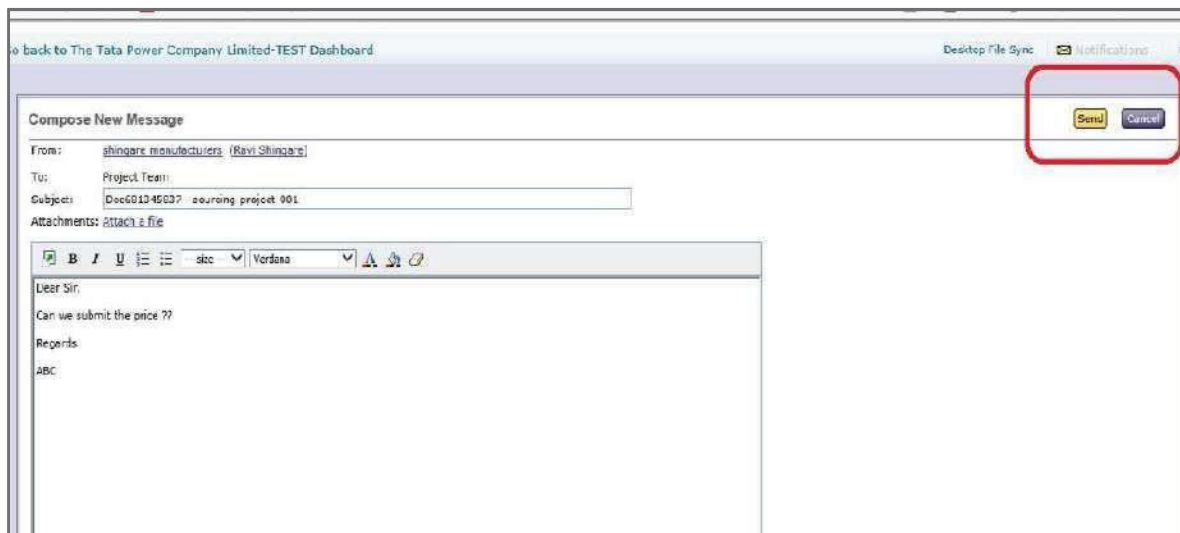 o back to The Tata Power Company Limited-TEST Dashboard
Desktop File Sync Notifications
Compose New Message
Send Cancel
From: shingare manufacturers (Ravi Shingare)
To: Project Team
Subject: Doc681345837 sourcing project 001
Attachments: Attach a file
B I U size Verdana A
Dear Sir,
Can we submit the price ??
Regards
ABC